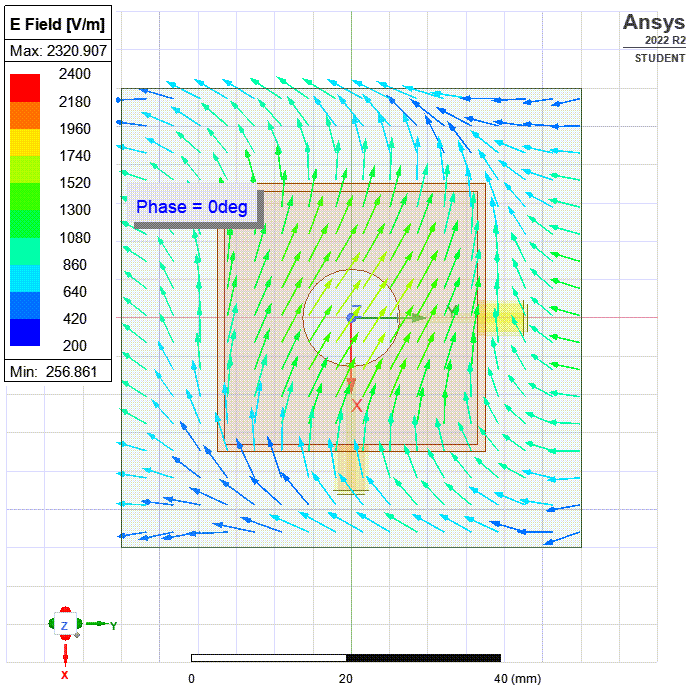 E Field [V/m]
Max: 2320.907
2400
2180
1960
1740
1520
1300
1080
860
640
420
200
Min: 256.861
Ansys
2022 R2
STUDENT
Phase = 0deg
Z
Y
X
Z
Y
X
0
20
40 (mm)